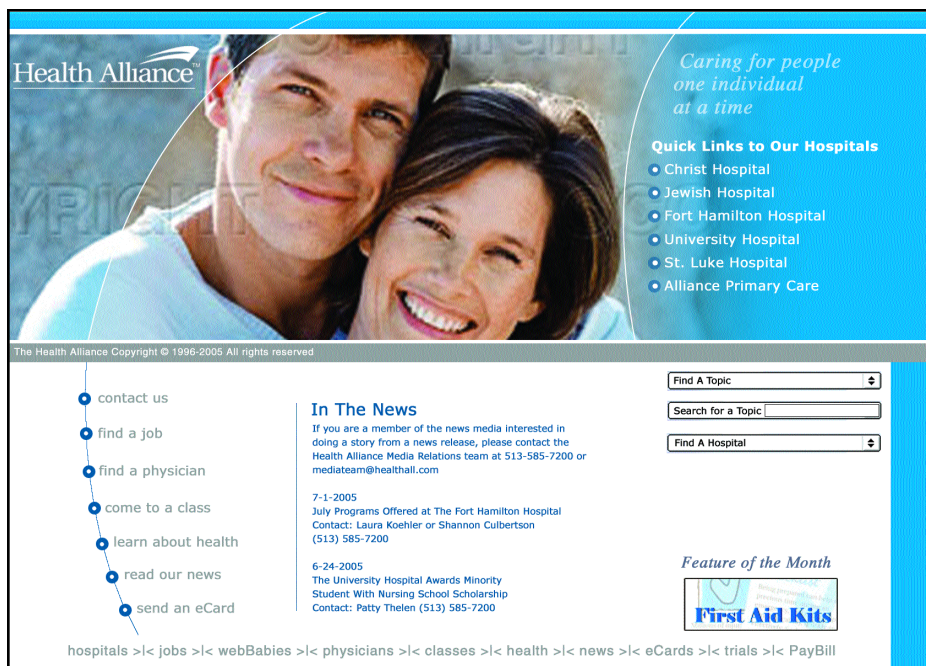 Health Alliance™
Caring for people
one individual
at a time
Quick Links to Our Hospitals
Christ Hospital
Jewish Hospital
Fort Hamilton Hospital
University Hospital
St. Luke Hospital
Alliance Primary Care
The Health Alliance Copyright © 1996-2005 All rights reserved
contact us
find a job
find a physician
come to a class
learn about health
read our news
send an eCard
In The News
If you are a member of the news media interested in
doing a story from a news release, please contact the
Health Alliance Media Relations team at 513-585-7200 or
mediateam@healthall.com
7-1-2005
July Programs Offered at The Fort Hamilton Hospital
Contact: Laura Koehler or Shannon Culbertson
(513) 585-7200
6-24-2005
The University Hospital Awards Minority
Student With Nursing School Scholarship
Contact: Patty Thelen (513) 585-7200
Find A Topic
Search for a Topic
Find A Hospital
Feature of the Month
First Aid Kits
hospitals >|< jobs >|< webBabies >|< physicians >|< classes >|< health >|< news >|< eCards >|< trials >|< PayBill